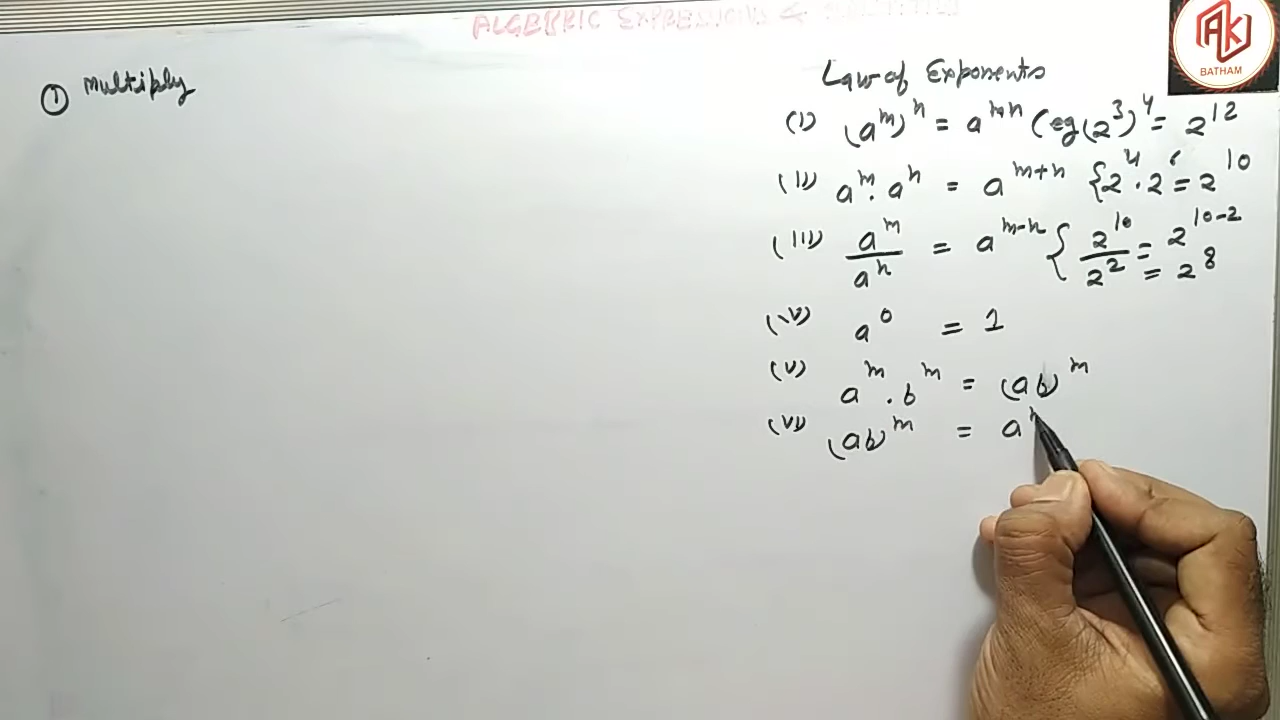 ALGEBRIC EXPRESSIONS &
AK
BATHAM
① Multiply
Law of Exponents
(i) (a^m)^n = a^mn (eg (2^3)^4 = 2^12
(ii) a^m . a^n = a^m+n {2^4 . 2^6 = 2^10
(iii) a^m/a^n = a^m-n { 2^10/2^2 = 2^10-2
= 2^8
(iv) a^0 = 1
(v) a^m . b^m = (ab)^m
(vi) (ab)^m = a^